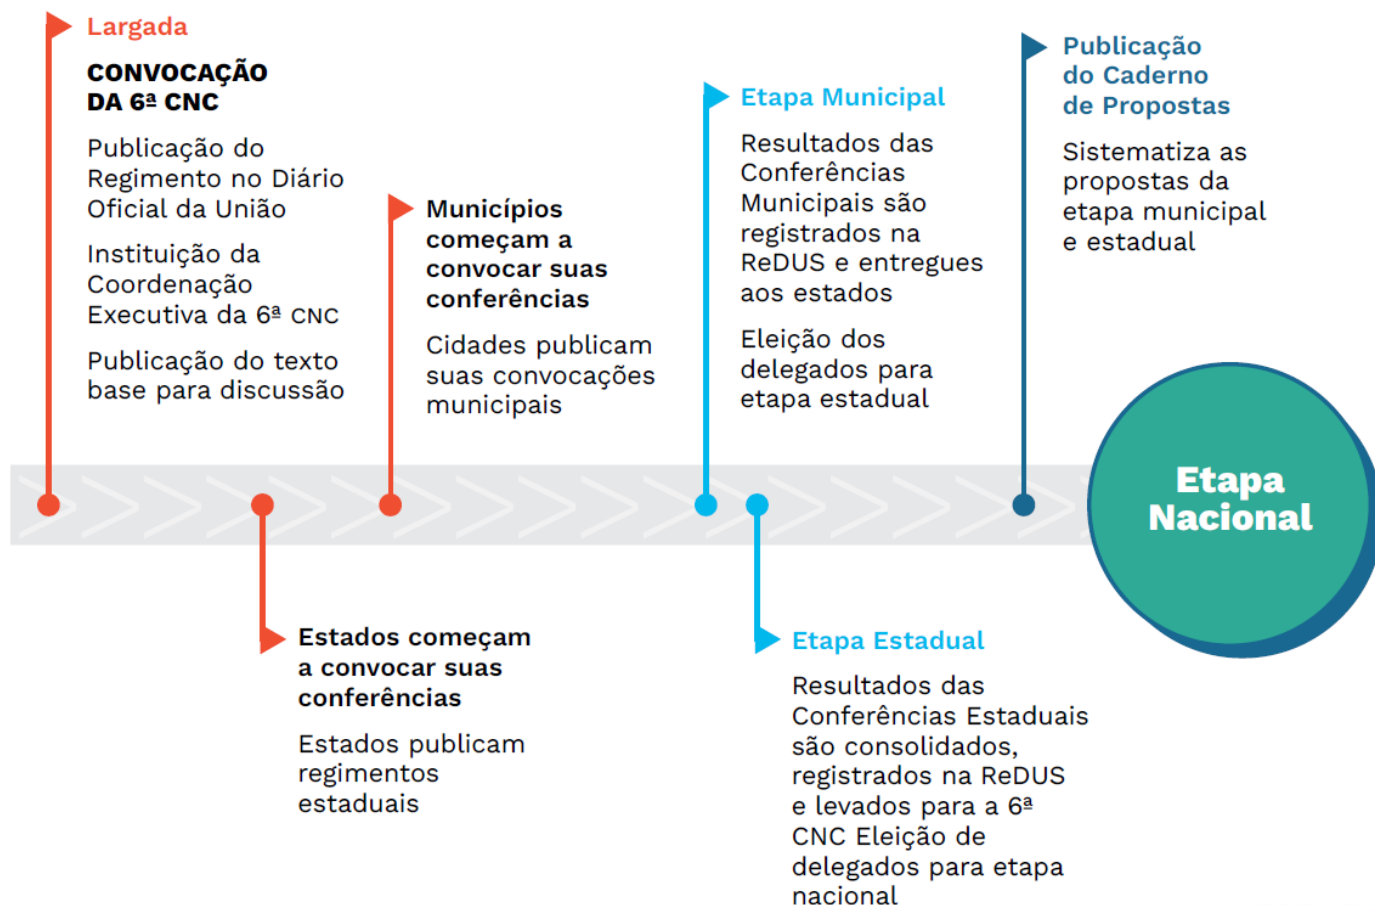 Largada
CONVOCAÇÃO
DA 6ª CNC
Publicação do
Regimento no Diário
Oficial da União
Instituição da
Coordenação
Executiva da 6ª CNC
Publicação do texto
base para discussão
Estados começam
a convocar suas
conferências
Estados publicam
regimentos
estaduais
Municípios
começam a
convocar suas
conferências
Cidades publicam
suas convocações
municipais
Etapa Municipal
Resultados das
Conferências
Municipais são
registrados na
ReDUS e entregues
aos estados
Eleição dos
delegados para
etapa estadual
Etapa Estadual
Resultados das
Conferências Estaduais
são consolidados,
registrados na ReDUS
e levados para a 6ª
CNC Eleição de
delegados para etapa
nacional
Publicação
do Caderno
de Propostas
Sistematiza as
propostas da
etapa municipal
e estadual
Etapa
Nacional